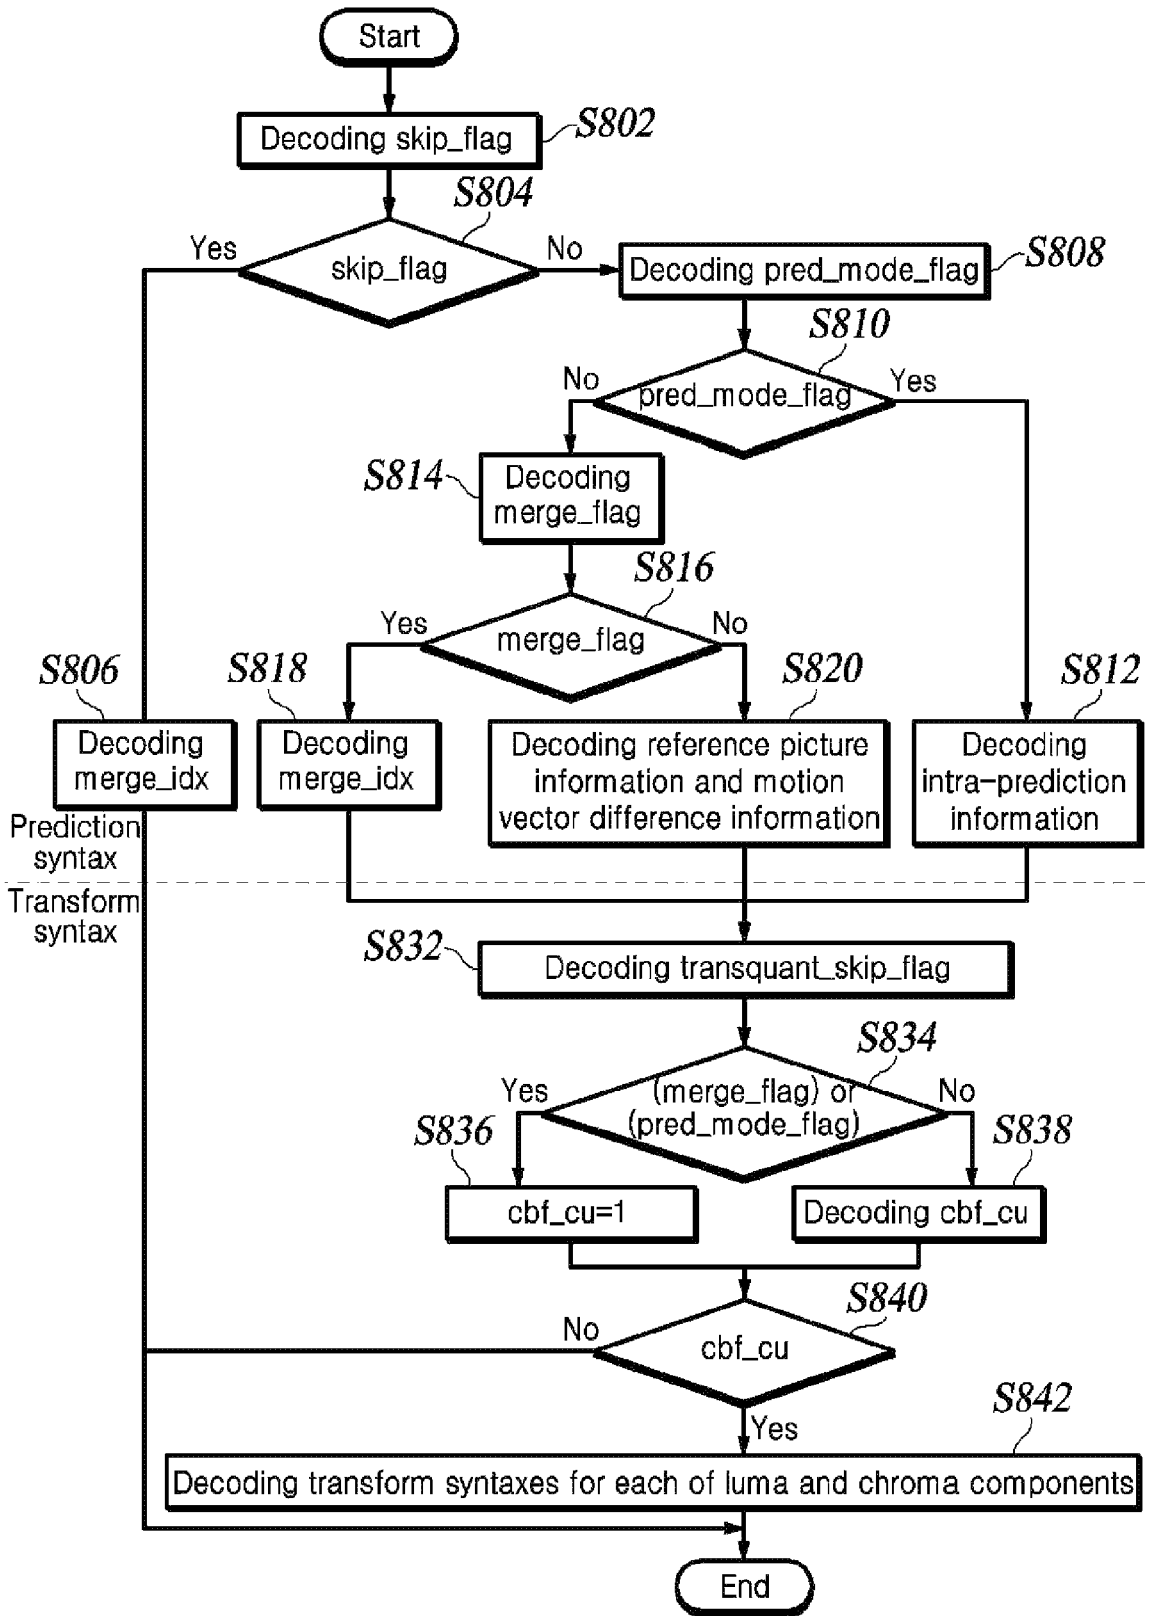 Start
Decoding skip_flag
S802
S804
Yes
skip_flag
No
Decoding pred_mode_flag
S808
S810
No
pred_mode_flag
Yes
S814
Decoding
merge_flag
S816
Yes
merge_flag
No
S806
Decoding
merge_idx
S818
Decoding
merge_idx
S820
Decoding reference picture
information and motion
vector difference information
S812
Decoding
intra-prediction
information
Prediction
syntax
Transform
syntax
S832
Decoding transquant_skip_flag
S834
Yes
(merge_flag) or
(pred_mode_flag)
No
S836
cbf_cu=1
S838
Decoding cbf_cu
S840
No
cbf_cu
Yes
S842
Decoding transform syntaxes for each of luma and chroma components
End